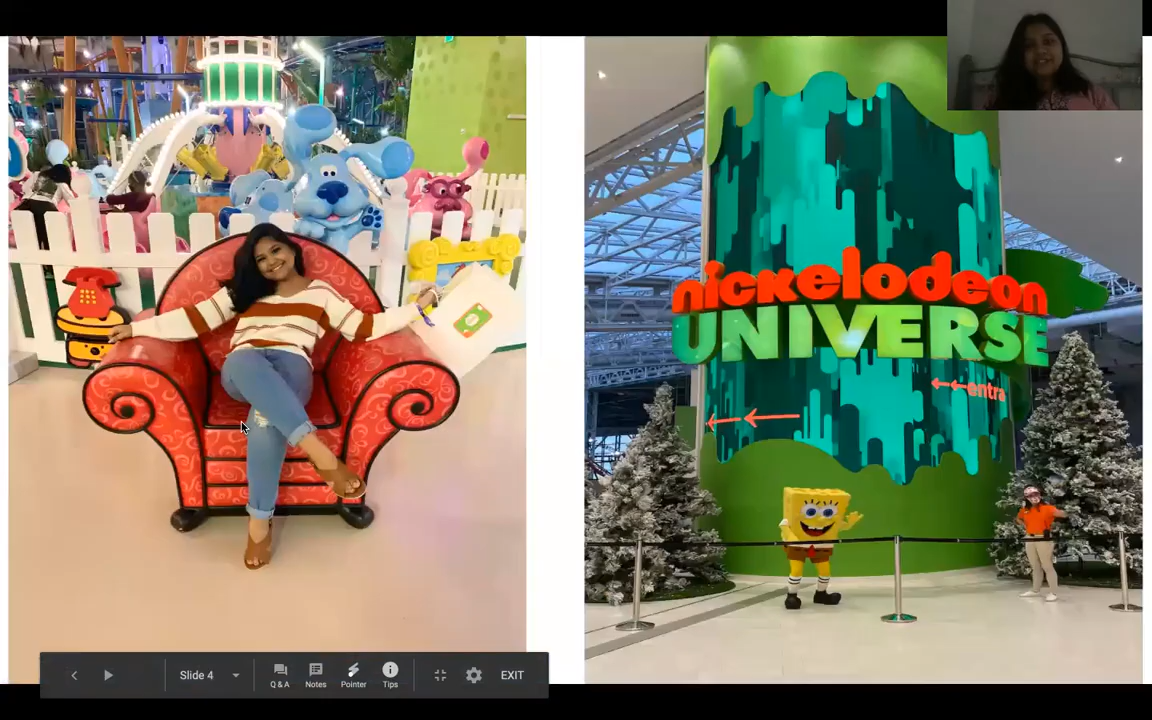 nickelodeon
UNIVERSE
entra
Slide 4
Q & A
Notes
Pointer
Tips
EXIT